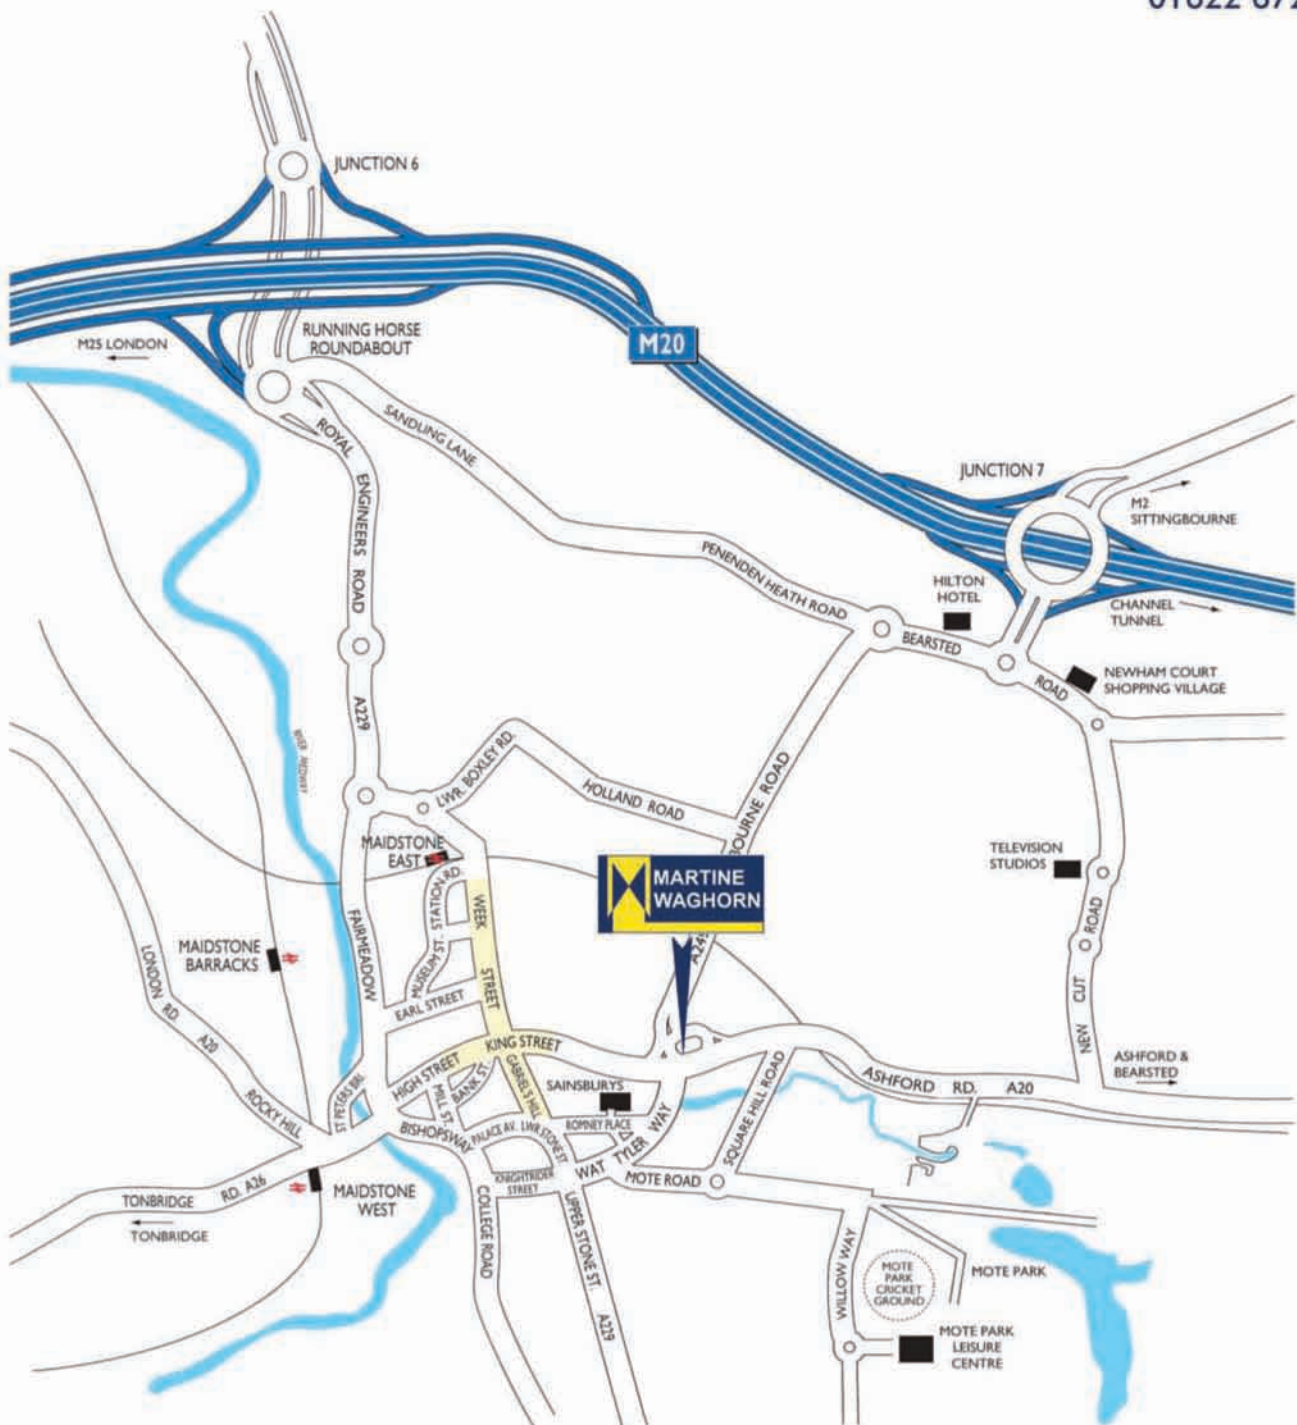 JUNCTION 6
RUNNING HORSE
ROUNDABOUT
M20
M25 LONDON
SANDLING LANE
ROYAL ENGINEERS ROAD
JUNCTION 7
M2
SITTINGBOURNE
PENENDEN HEATH ROAD
HILTON
HOTEL
CHANNEL
TUNNEL
BEARSTED ROAD
NEWHAM COURT
SHOPPING VILLAGE
A229
RIVER MEDWAY
LWR. BOXLEY RD.
HOLLAND ROAD
BOURNE ROAD
MAIDSTONE
EAST
TELEVISION
STUDIOS
MARTINE
WAGHORN
STATION RD.
WEEK STREET
FAIRMEADOW
MUSEUM ST.
MAIDSTONE
BARRACKS
LONDON RD. A20
EARL STREET
A249
NEW CUT ROAD
KING STREET
HIGH STREET
GABRIEL'S HILL
BANK ST.
MILL ST.
SAINSBURYS
ASHFORD RD. A20
ASHFORD &
BEARSTED
ROCKY HILL
BISHOPSWAY
PALACE AV.
LWR STONE ST
ROMNEY PLACE
WAT TYLER WAY
SQUARE HILL ROAD
KNIGHTRIDER
STREET
MOTE ROAD
TONBRIDGE RD. A26
TONBRIDGE
MAIDSTONE
WEST
COLLEGE ROAD
UPPER STONE ST.
A229
WILLOW WAY
MOTE
PARK
CRICKET
GROUND
MOTE PARK
MOTE PARK
LEISURE
CENTRE